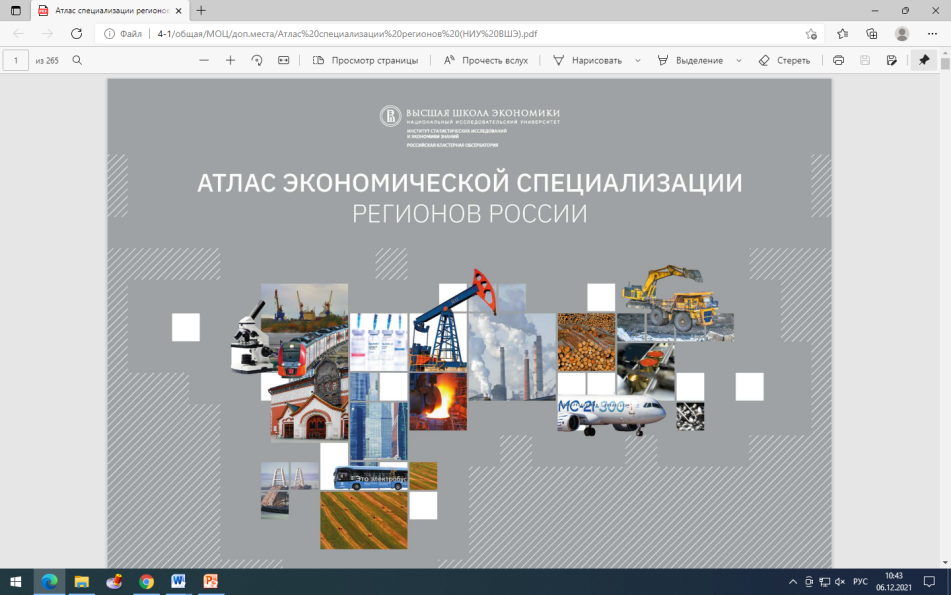 Атлас специализации регионо
Файл
4-1/общая/МОЦ/доп.места/Атлас%20специализации%20регионов%20(НИУ%20ВШЭ).pdf
1 из 265
Просмотр страницы
Прочесть вслух
Нарисовать
Выделение
Стереть
ВЫСШАЯ ШКОЛА ЭКОНОМИКИ
НАЦИОНАЛЬНЫЙ ИССЛЕДОВАТЕЛЬСКИЙ УНИВЕРСИТЕТ
ИНСТИТУТ СТАТИСТИЧЕСКИХ ИССЛЕДОВАНИЙ
И ЭКОНОМИКИ ЗНАНИЙ
РОССИЙСКАЯ КЛАСТЕРНАЯ ОБСЕРВАТОРИЯ
АТЛАС ЭКОНОМИЧЕСКОЙ СПЕЦИАЛИЗАЦИИ
РЕГИОНОВ РОССИИ
МС-21-300
Это электробус
РУС
10:43
06.12.2021